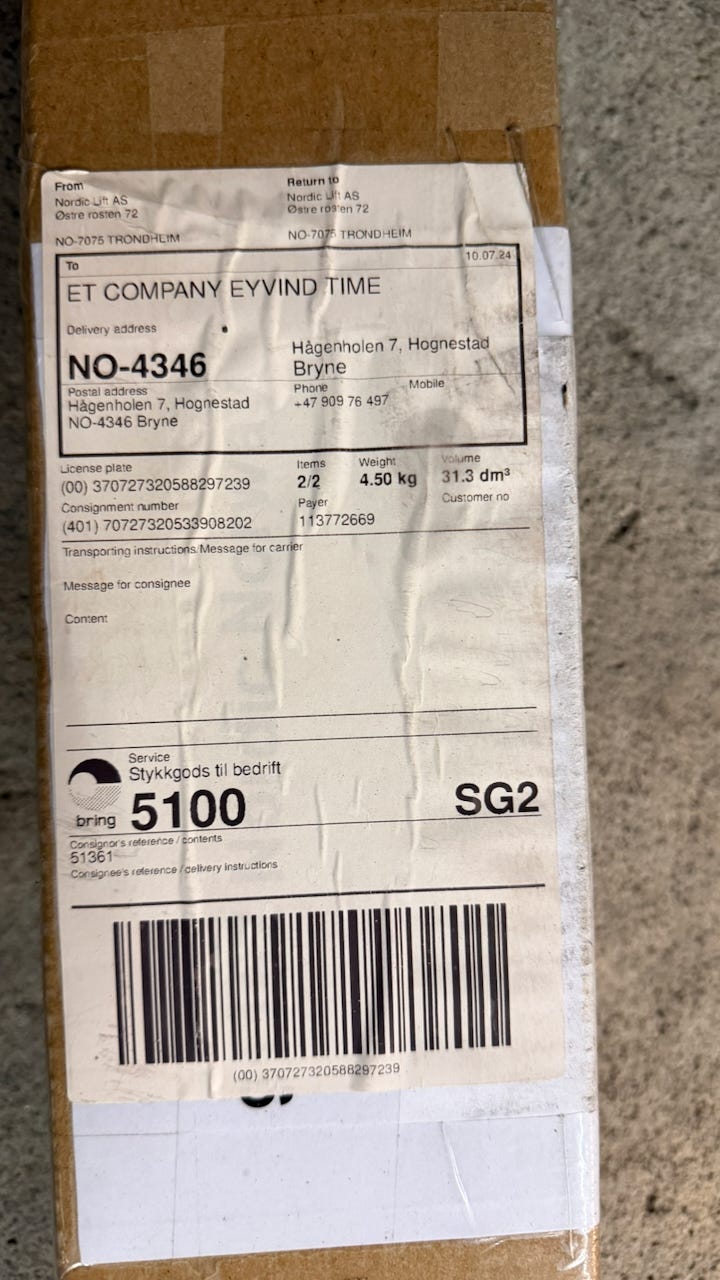 From
Nordic Lift AS
Østre rosten 72
NO-7075 TRONDHEIM
Return to
Nordic Lift AS
Østre rosten 72
NO-7075 TRONDHEIM
To
10.07.24
ET COMPANY EYVIND TIME
Delivery address
NO-4346
Hågenholen 7, Hognestad
Bryne
Postal address
Hågenholen 7, Hognestad
NO-4346 Bryne
Phone
+47 909 76 497
Mobile
License plate
(00) 370727320588297239
Items
2/2
Weight
4.50 kg
Volume
31.3 dm³
Consignment number
(401) 70727320533908202
Payer
113772669
Customer no
Transporting instructions/Message for carrier
Message for consignee
Content
Service
Stykkgods til bedrift
bring
5100
SG2
Consignor's reference / contents
51361
Consignee's reference / delivery instructions
(00) 370727320588297239